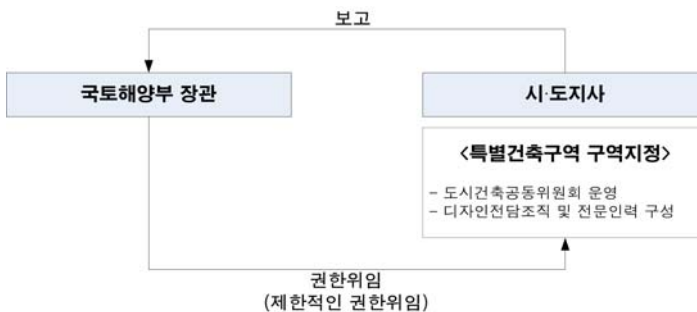 보고
국토해양부 장관
시·도지사
<특별건축구역 구역지정>
– 도시건축공동위원회 운영
– 디자인전담조직 및 전문인력 구성
권한위임
(제한적인 권한위임)